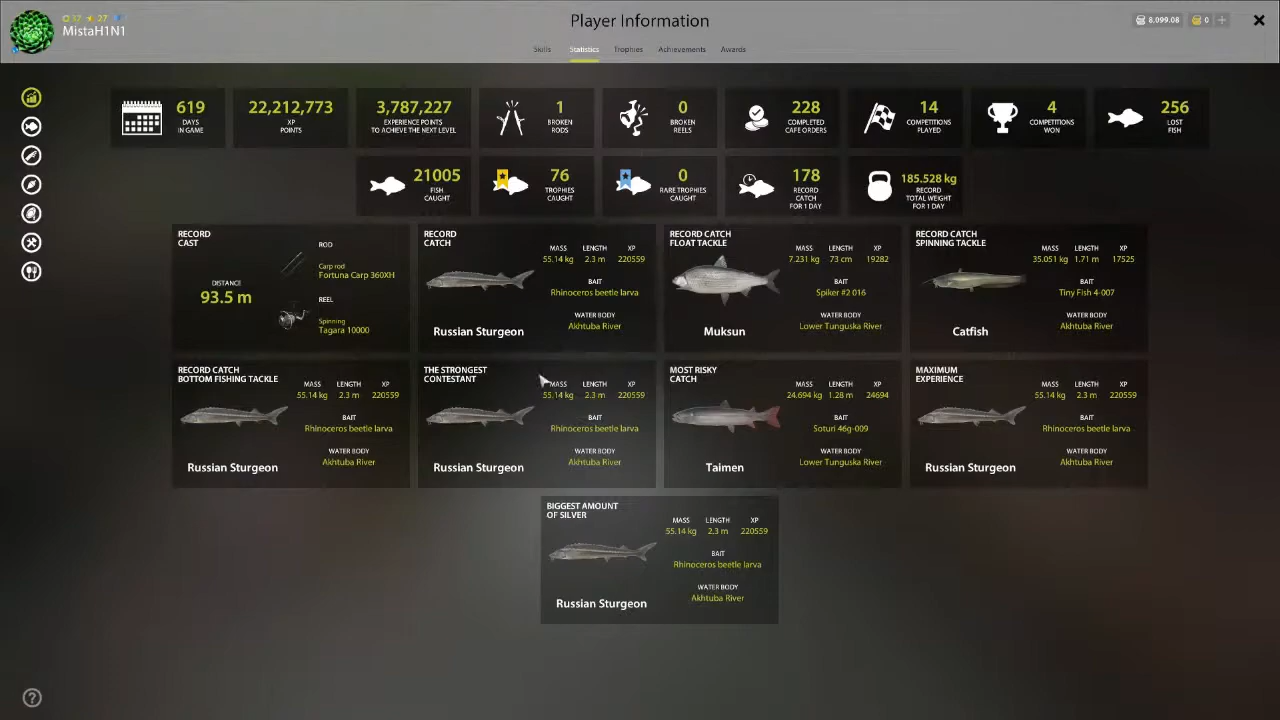 37 27
MistaH1N1
Player Information
8,099.08 0
Skills Statistics Trophies Achievements Awards
619
DAYS
IN GAME
22,212,773
XP
POINTS
3,787,227
EXPERIENCE POINTS
TO ACHIEVE THE NEXT LEVEL
1
BROKEN
RODS
0
BROKEN
REELS
228
COMPLETED
CAFE ORDERS
14
COMPETITIONS
PLAYED
4
COMPETITIONS
WON
256
LOST
FISH
21005
FISH
CAUGHT
76
TROPHIES
CAUGHT
0
RARE TROPHIES
CAUGHT
178
RECORD
CATCH
FOR 1 DAY
185.528 kg
RECORD
TOTAL WEIGHT
FOR 1 DAY
RECORD
CAST
DISTANCE
93.5 m
ROD
Carp rod
Fortuna Carp 360XH
REEL
Spinning
Tagara 10000
RECORD
CATCH
MASS LENGTH XP
55.14 kg 2.3 m 220559
BAIT
Rhinoceros beetle larva
WATER BODY
Akhtuba River
Russian Sturgeon
RECORD CATCH
FLOAT TACKLE
MASS LENGTH XP
7.231 kg 73 cm 19282
BAIT
Spiker #2 016
WATER BODY
Lower Tunguska River
Muksun
RECORD CATCH
SPINNING TACKLE
MASS LENGTH XP
35.051 kg 1.71 m 17525
BAIT
Tiny Fish 4-007
WATER BODY
Akhtuba River
Catfish
RECORD CATCH
BOTTOM FISHING TACKLE
MASS LENGTH XP
55.14 kg 2.3 m 220559
BAIT
Rhinoceros beetle larva
WATER BODY
Akhtuba River
Russian Sturgeon
THE STRONGEST
CONTESTANT
MASS LENGTH XP
55.14 kg 2.3 m 220559
BAIT
Rhinoceros beetle larva
WATER BODY
Akhtuba River
Russian Sturgeon
MOST RISKY
CATCH
MASS LENGTH XP
24.694 kg 1.28 m 24694
BAIT
Soturi 46g-009
WATER BODY
Lower Tunguska River
Taimen
MAXIMUM
EXPERIENCE
MASS LENGTH XP
55.14 kg 2.3 m 220559
BAIT
Rhinoceros beetle larva
WATER BODY
Akhtuba River
Russian Sturgeon
BIGGEST AMOUNT
OF SILVER
MASS LENGTH XP
55.14 kg 2.3 m 220559
BAIT
Rhinoceros beetle larva
WATER BODY
Akhtuba River
Russian Sturgeon